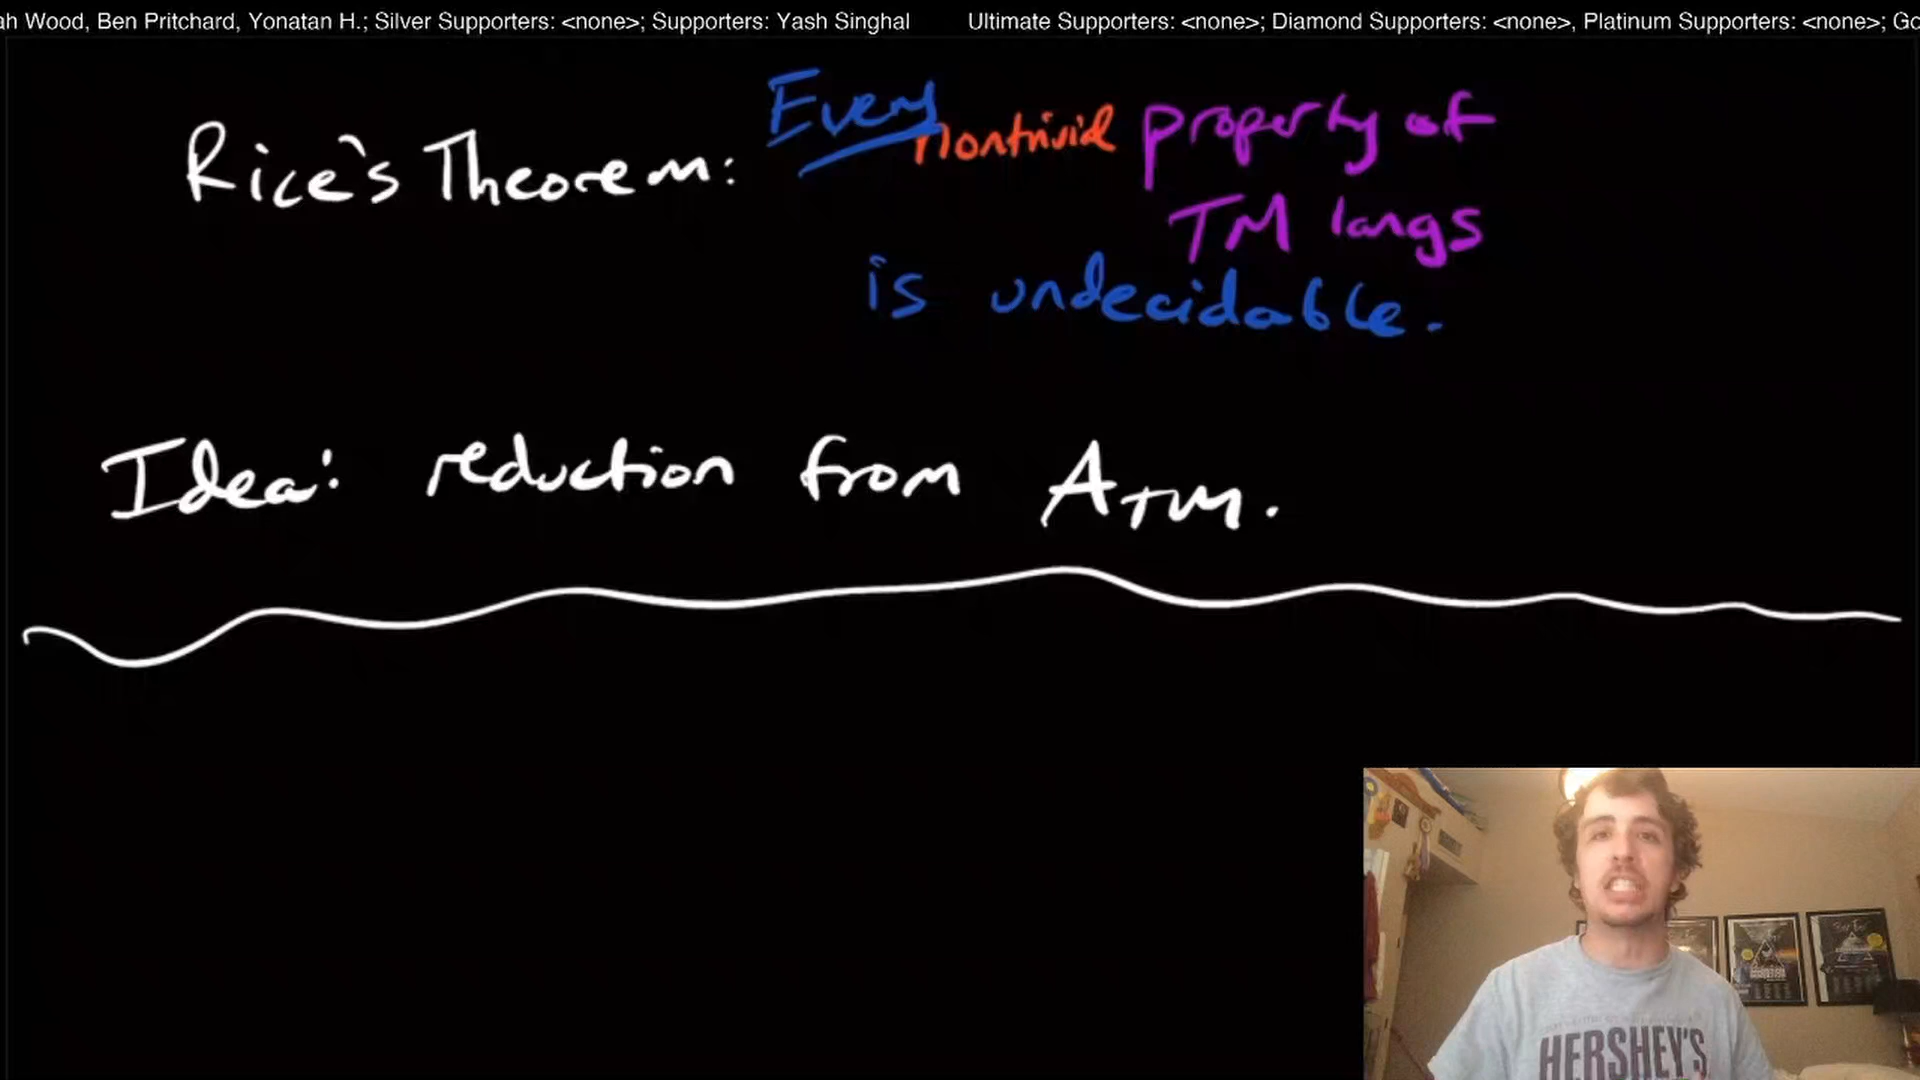 ah Wood, Ben Pritchard, Yonatan H.; Silver Supporters: <none>; Supporters: Yash Singhal Ultimate Supporters: <none>; Diamond Supporters: <none>, Platinum Supporters: <none>; Go
Rice's Theorem: Every nontrivial property of
TM langs
is undecidable.
Idea: reduction from ATM.
HERSHEY'S